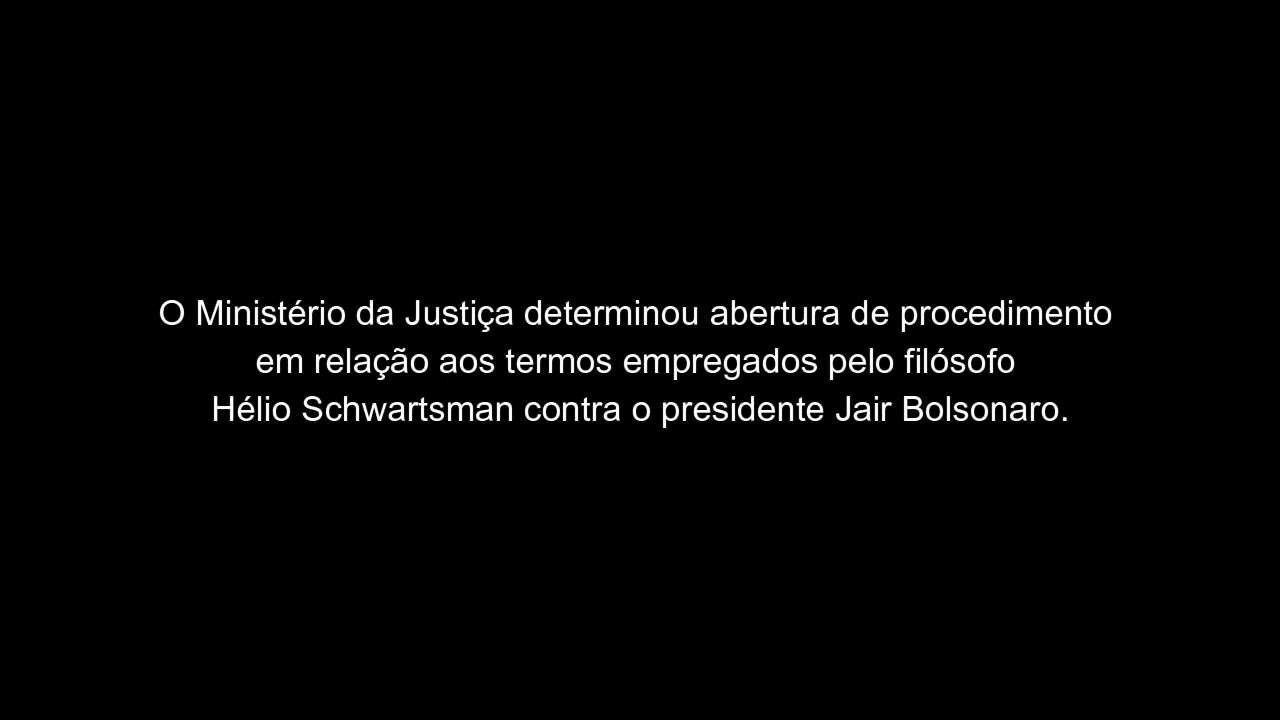 O Ministério da Justiça determinou abertura de procedimento
em relação aos termos empregados pelo filósofo
Hélio Schwartsman contra o presidente Jair Bolsonaro.